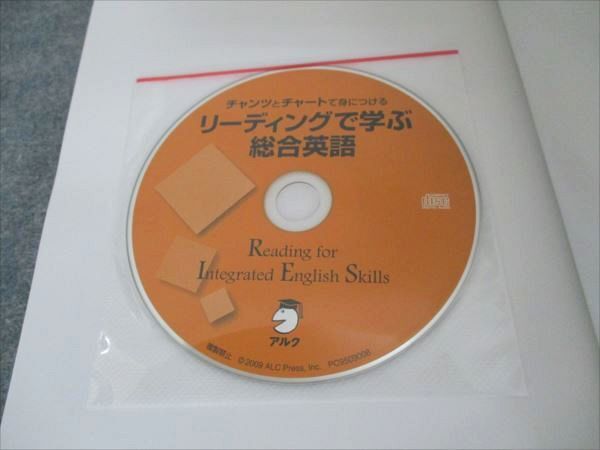 チャンツとチャートで身につける
リーディングで学ぶ
総合英語
Reading for
Integrated English Skills
アルク
複製禁止 ©2009 ALC Press, Inc. PC9509008